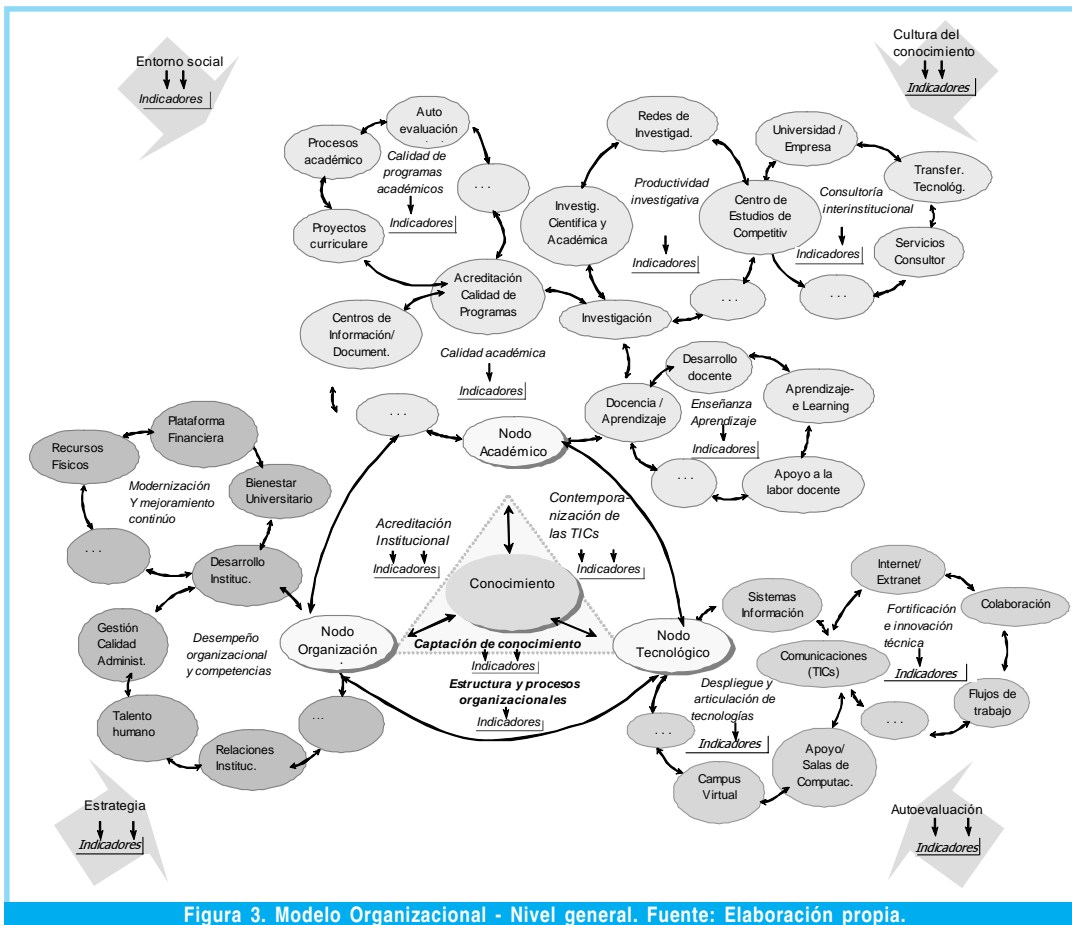 Entorno social
Indicadores
Cultura del
conocimiento
Indicadores
Auto
evaluación
Procesos
académico
Calidad de
programas
académicos
Indicadores
. . .
Proyectos
curriculare
Acreditación
Calidad de
Programas
Centros de
Información/
Document.
Redes de
Investigad.
Investig.
Cientifica y
Académica
Productividad
investigativa
Indicadores
Centro de
Estudios de
Competitiv
Universidad /
Empresa
Transfer.
Tecnológ.
Consultoría
interinstitucional
Indicadores
Servicios
Consultor
. . .
. . .
Investigación
Calidad académica
Indicadores
. . .
Nodo
Académico
Docencia /
Aprendizaje
Desarrollo
docente
Aprendizaje-
e Learning
Enseñanza
Aprendizaje
Indicadores
. . .
Apoyo a la
labor docente
Plataforma
Financiera
Recursos
Físicos
Modernización
Y mejoramiento
continúo
Bienestar
Universitario
. . .
Desarrollo
Instituc.
Gestión
Calidad
Administ.
Desempeño
organizacional
y competencias
Talento
humano
Relaciones
Instituc.
...
Nodo
Organización
.
Acreditación
Institucional
Indicadores
Contempora-
nización de
las TICs
Indicadores
Conocimiento
Captación de conocimiento
Indicadores
Estructura y procesos
organizacionales
Indicadores
Nodo
Tecnológico
Sistemas
Información
Internet/
Extranet
Colaboración
Fortificación
e innovación
técnica
Indicadores
Comunicaciones
(TICs)
Flujos de
trabajo
. . .
Despliegue y
articulación de
tecnologías
Indicadores
. . .
Campus
Virtual
Apoyo/
Salas de
Computac.
Estrategia
Indicadores
Autoevaluación
Indicadores
Figura 3. Modelo Organizacional - Nivel general. Fuente: Elaboración propia.